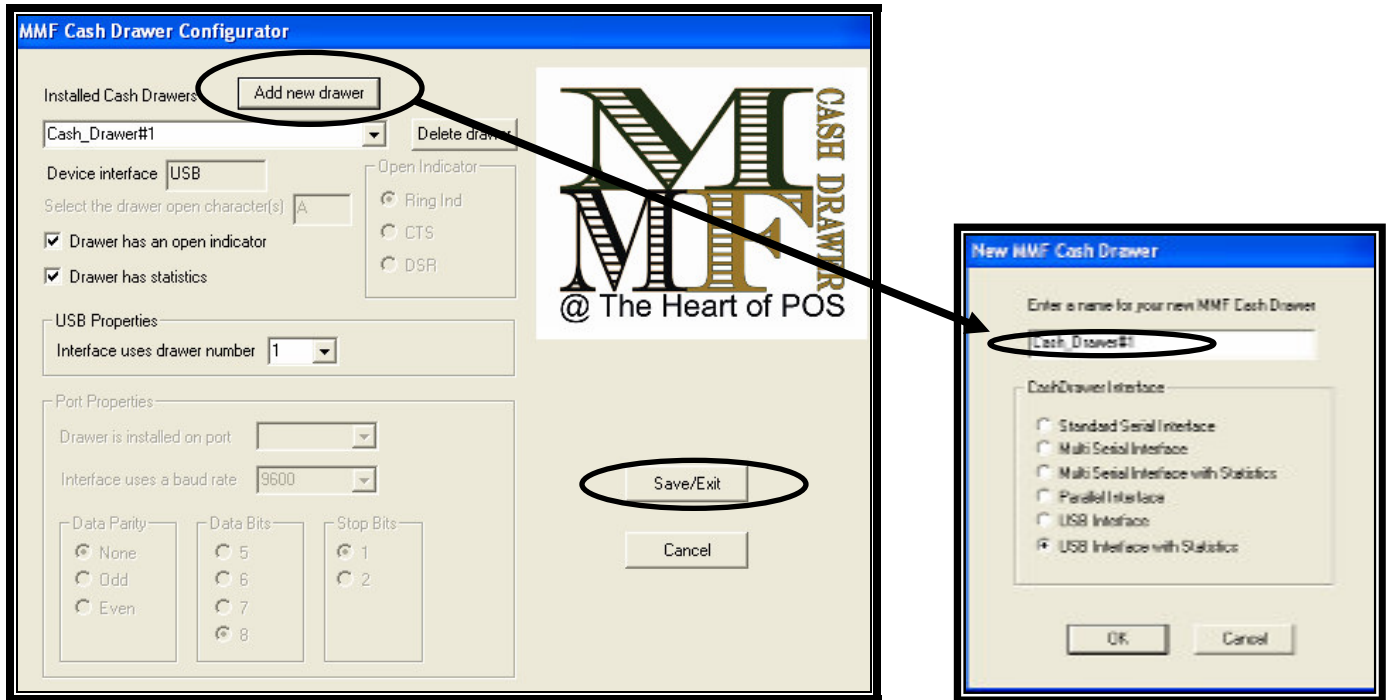 MMF Cash Drawer Configurator
Installed Cash Drawers
Add new drawer
Cash_Drawer#1
Delete drawer
Device interface USB
Select the drawer open character(s) A
Drawer has an open indicator
Drawer has statistics
Open Indicator
Ring Ind
CTS
DSR
USB Properties
Interface uses drawer number 1
Port Properties
Drawer is installed on port
Interface uses a baud rate 9600
Data Parity
None
Odd
Even
Data Bits
5
6
7
8
Stop Bits
1
2
MMF
CASH DRAWER
@ The Heart of POS
Save/Exit
Cancel
New MMF Cash Drawer
Enter a name for your new MMF Cash Drawer
Cash_Drawer#1
CashDrawer Interface
Standard Serial Interface
Multi Serial Interface
Multi Serial Interface with Statistics
Parallel Interface
USB Interface
USB Interface with Statistics
OK
Cancel